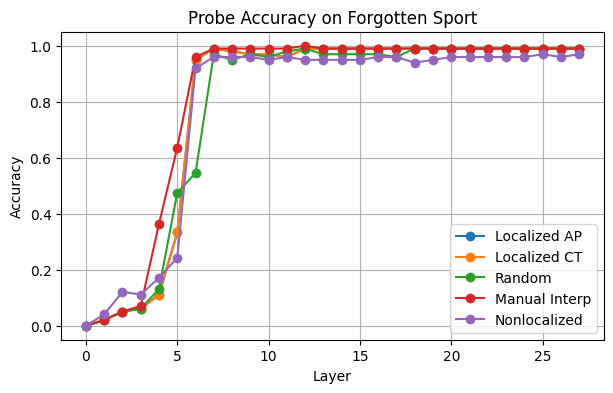 Probe Accuracy on Forgotten Sport
1.0
0.8
0.6
0.4
0.2
0.0
Accuracy
0
5
10
15
20
25
Layer
Localized AP
Localized CT
Random
Manual Interp
Nonlocalized